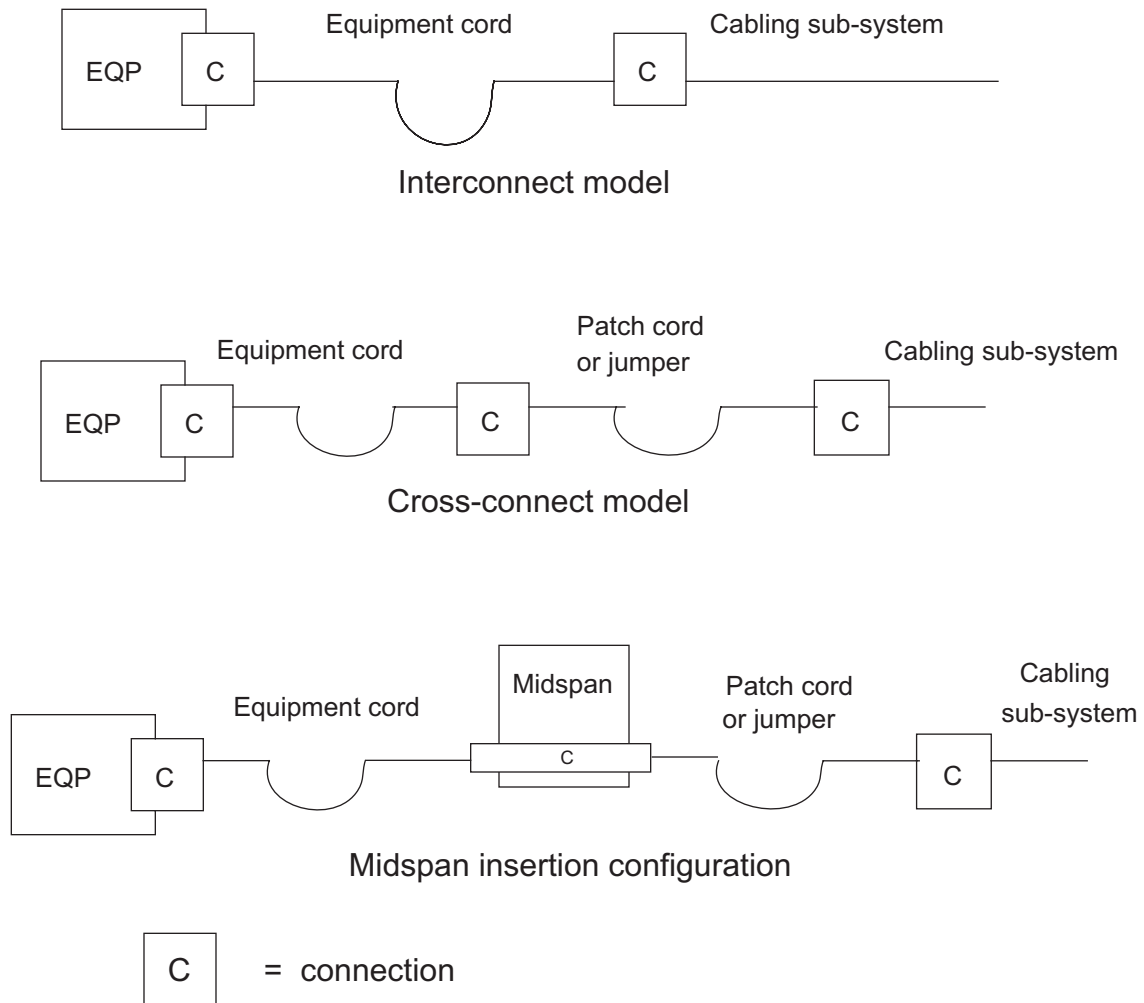 Equipment cord
Cabling sub-system
EQP
C
C
Interconnect model
Equipment cord
Patch cord
or jumper
Cabling sub-system
EQP
C
C
C
Cross-connect model
Equipment cord
Midspan
Patch cord
or jumper
Cabling
sub-system
EQP
C
C
C
Midspan insertion configuration
C = connection